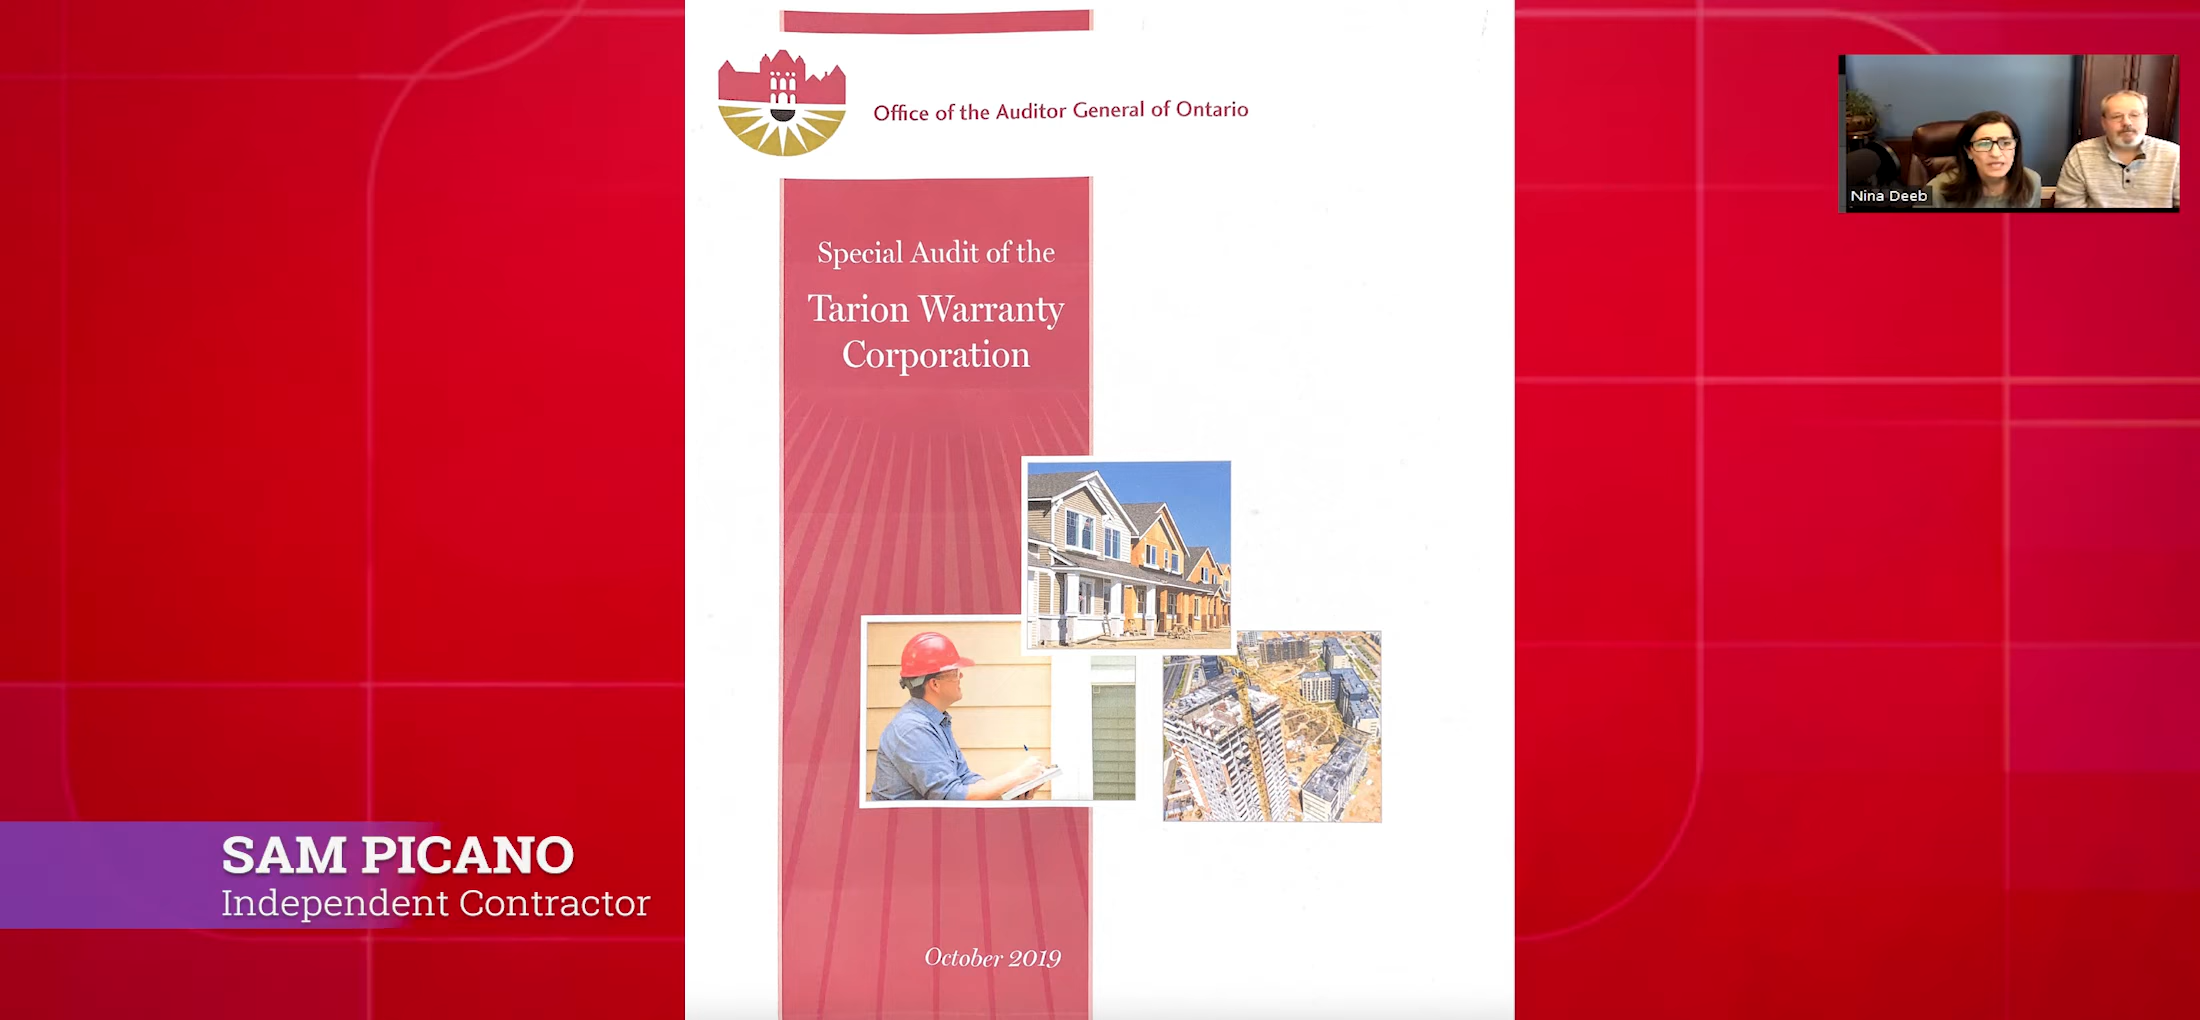 Office of the Auditor General of Ontario
Special Audit of the
Tarion Warranty
Corporation
October 2019
Nina Deeb
SAM PICANO
Independent Contractor